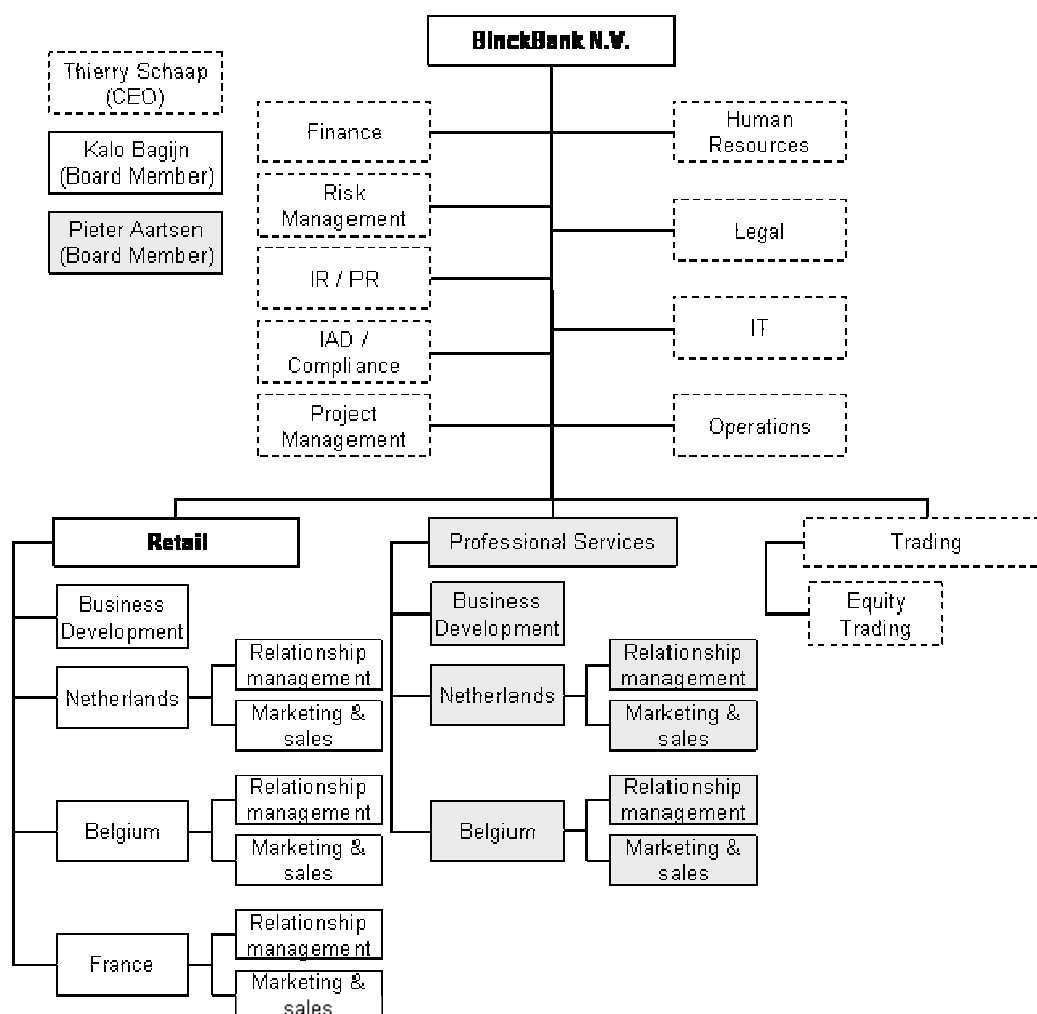 BinckBank N.V.
Thierry Schaap
(CEO)
Kalo Bagijn
(Board Member)
Pieter Aartsen
(Board Member)
Finance
Human
Resources
Risk
Management
Legal
IR / PR
IT
IAD /
Compliance
Project
Management
Operations
Retail
Professional Services
Trading
Business
Development
Business
Development
Equity
Trading
Netherlands
Relationship
management
Marketing &
sales
Netherlands
Relationship
management
Marketing &
sales
Belgium
Relationship
management
Marketing &
sales
Belgium
Relationship
management
Marketing &
sales
France
Relationship
management
Marketing &
sales